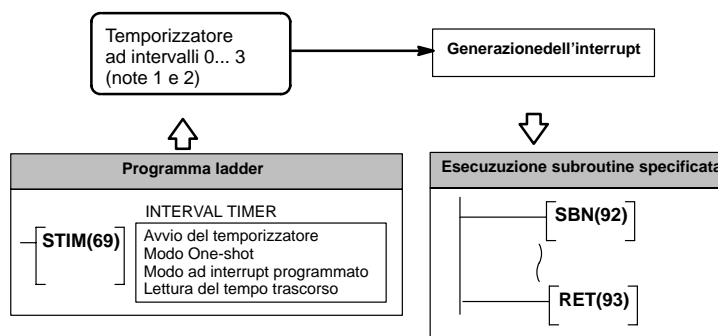 Temporizzatore
ad intervalli 0... 3
(note 1 e 2)
Generazionedell'interrupt
Programma ladder
INTERVAL TIMER
STIM(69)
Avvio del temporizzatore
Modo One-shot
Modo ad interrupt programmato
Lettura del tempo trascorso
Esecuzuzione subroutine specificata
SBN(92)
RET(93)